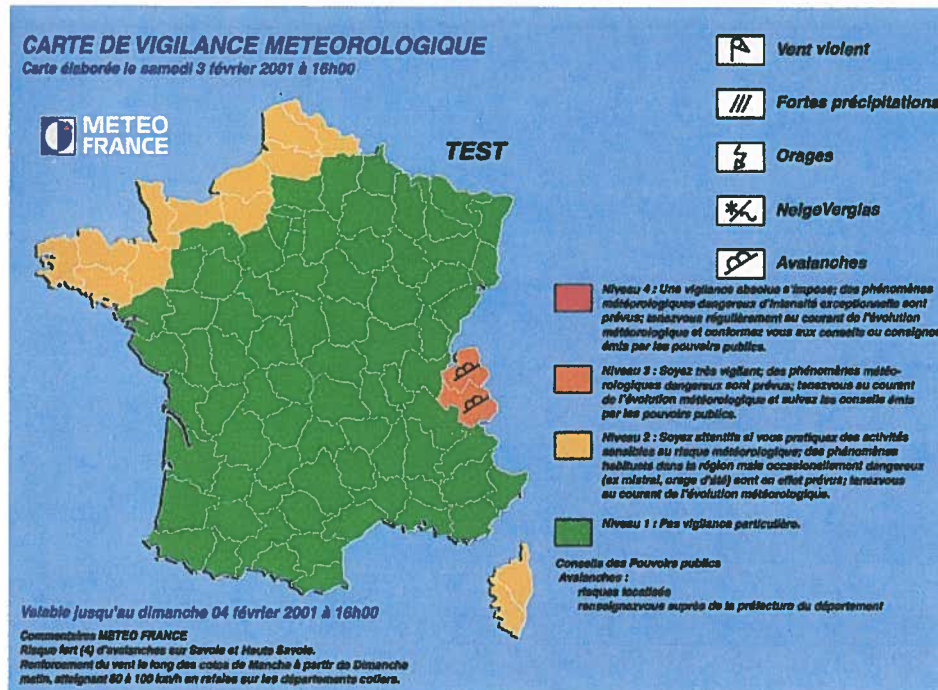 CARTE DE VIGILANCE METEOROLOGIQUE
Carte élaborée le samedi 3 février 2001 à 16h00
METEO
FRANCE
TEST
Vent violent
Fortes précipitations
Orages
NeigeVerglas
Avalanches
Niveau 4 : Une vigilance absolue s'impose; des phénomènes
météorologiques dangereux d'intensité exceptionnelle sont
prévus; tenezvous régulièrement au courant de l'évolution
météorologique et conformez vous aux conseils ou consignes
émis par les pouvoirs publics.
Niveau 3 : Soyez très vigilant; des phénomènes météo-
rologiques dangereux sont prévus; tenezvous au courant
de l'évolution météorologique et suivez les conseils émis
par les pouvoirs publics.
Niveau 2 : Soyez attentifs si vous pratiquez des activités
sensibles au risque météorologique; des phénomènes
habituels dans la région mais occasionellement dangereux
(ex mistral, orage d'été) sont en effet prévus; tenezvous
au courant de l'évolution météorologique.
Niveau 1 : Pas vigilance particulière.
Conseils des Pouvoirs publics
Avalanches :
risques localisés
renseignezvous auprès de la préfecture du département
Valable jusqu'au dimanche 04 février 2001 à 16h00
Commentaires METEO FRANCE
Risque fort (4) d'avalanches sur Savoie et Haute Savoie.
Renforcement du vent le long des cotes de Manche à partir de Dimanche
matin, atteignant 80 à 100 km/h en rafales sur les départements cotiers.